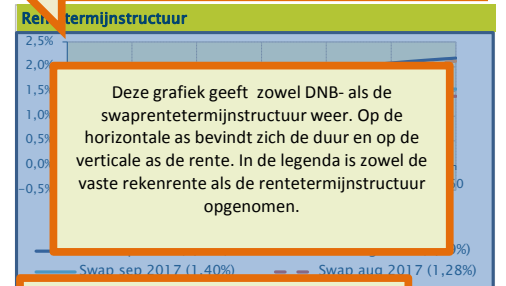 Rentetermijnstructuur
2,5%
2,0%
1,5%
1,0%
0,5%
0,0%
-0,5%
Deze grafiek geeft zowel DNB- als de
swaprentetermijnstructuur weer. Op de
horizontale as bevindt zich de duur en op de
verticale as de rente. In de legenda is zowel de
vaste rekenrente als de rentetermijnstructuur
opgenomen.
Swap sep 2017 (1,40%) Swap aug 2017 (1,28%)